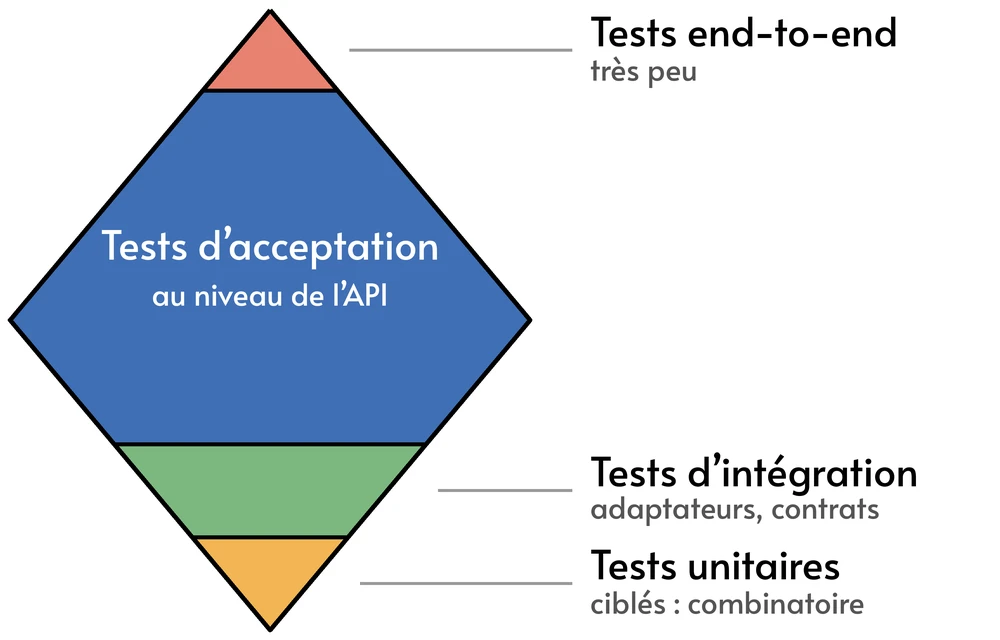 Tests end-to-end
très peu
Tests d’acceptation
au niveau de l’API
Tests d’intégration
adaptateurs, contrats
Tests unitaires
ciblés : combinatoire